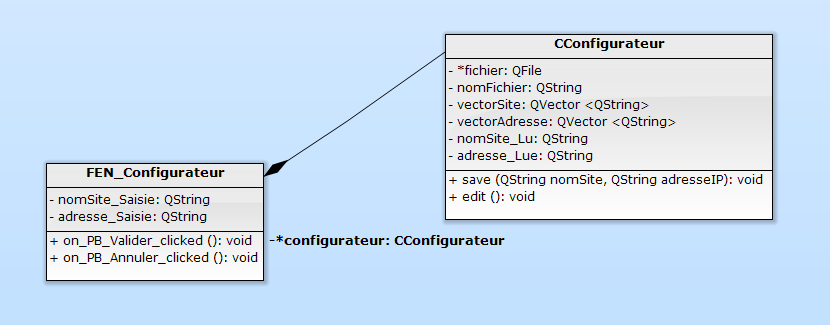 CConfigurateur
- *fichier: QFile
- nomFichier: QString
- vectorSite: QVector <QString>
- vectorAdresse: QVector <QString>
- nomSite_Lu: QString
- adresse_Lue: QString
+ save (QString nomSite, QString adresseIP): void
+ edit (): void
FEN_Configurateur
- nomSite_Saisie: QString
- adresse_Saisie: QString
+ on_PB_Valider_clicked (): void
+ on_PB_Annuler_clicked (): void
-*configurateur: CConfigurateur